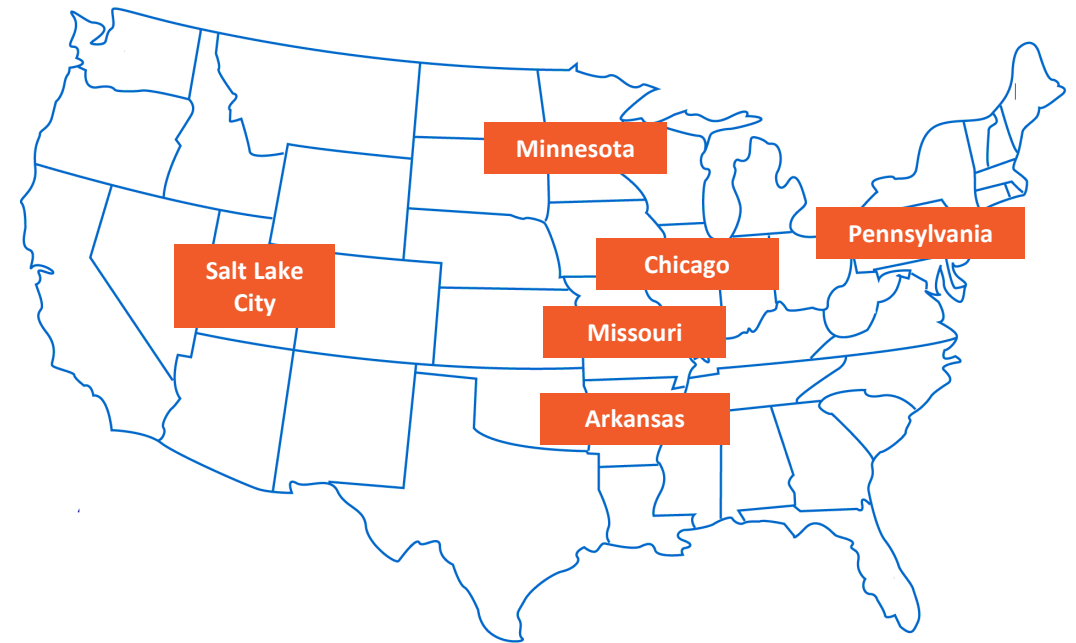 Minnesota
Pennsylvania
Salt Lake
City
Chicago
Missouri
Arkansas